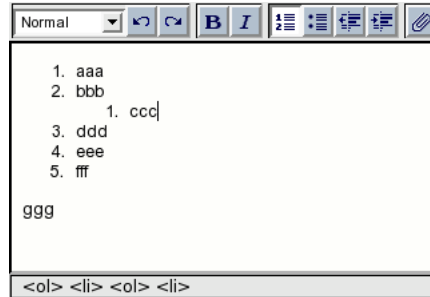 Normal B I
1. aaa
2. bbb
1. ccc
3. ddd
4. eee
5. fff
ggg
<ol> <li> <ol> <li>